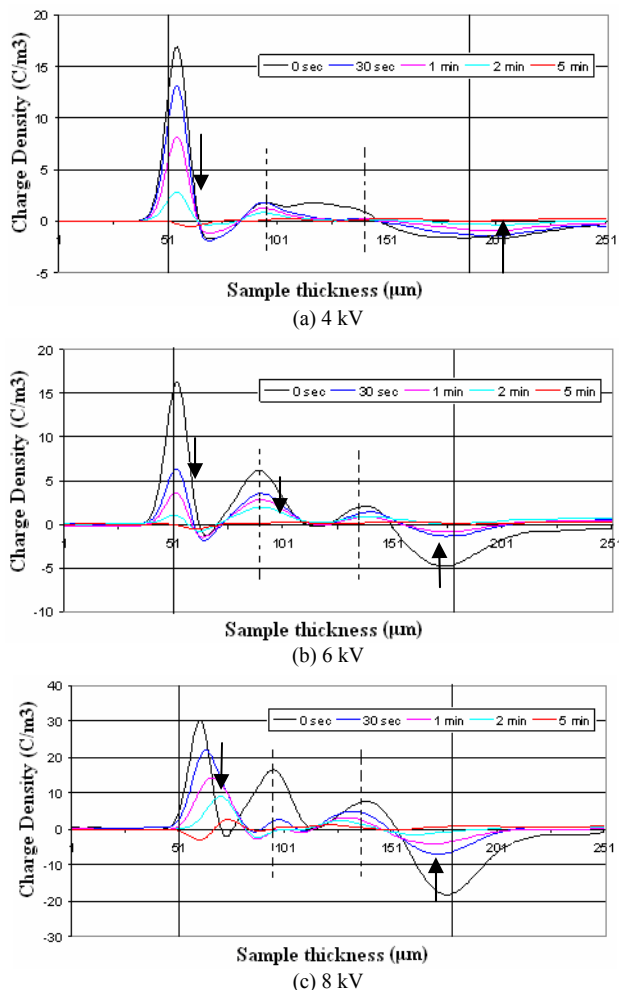 20
15
10
5
0
-5
0 sec 30 sec 1 min 2 min 5 min
1 51 101 151 201 251
Charge Density (C/m3)
Sample thickness (µm)
(a) 4 kV
20
15
10
5
0
-5
-10
0 sec 30 sec 1 min 2 min 5 min
1 51 101 151 201 251
Charge Density (C/m3)
Sample thickness (µm)
(b) 6 kV
40
30
20
10
0
-10
-20
-30
0 sec 30 sec 1 min 2 min 5 min
1 51 101 151 201 251
Charge Density (C/m3)
Sample thickness (µm)
(c) 8 kV